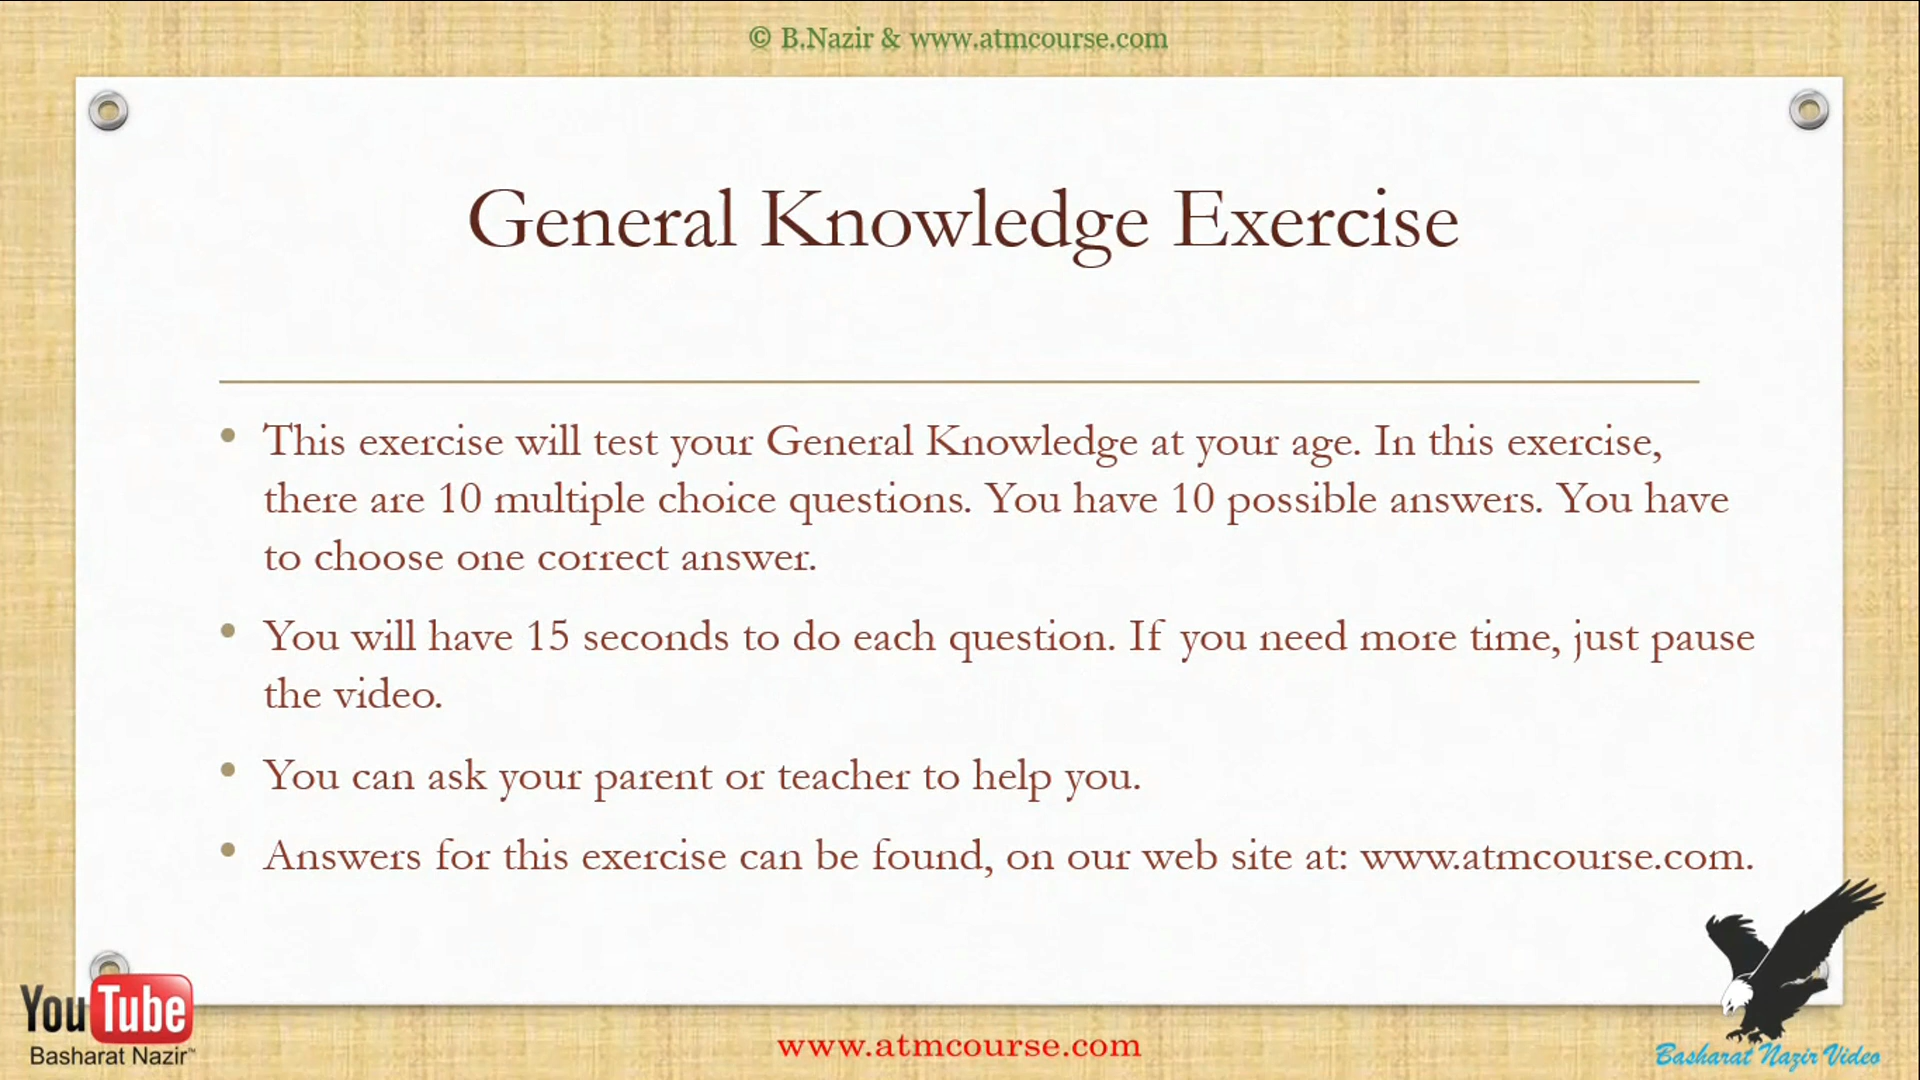 © B.Nazir & www.atmcourse.com
General Knowledge Exercise
• This exercise will test your General Knowledge at your age. In this exercise,
there are 10 multiple choice questions. You have 10 possible answers. You have
to choose one correct answer.
• You will have 15 seconds to do each question. If you need more time, just pause
the video.
• You can ask your parent or teacher to help you.
• Answers for this exercise can be found, on our web site at: www.atmcourse.com.
YouTube
Basharat Nazir™
www.atmcourse.com
Basharat Nazir Video